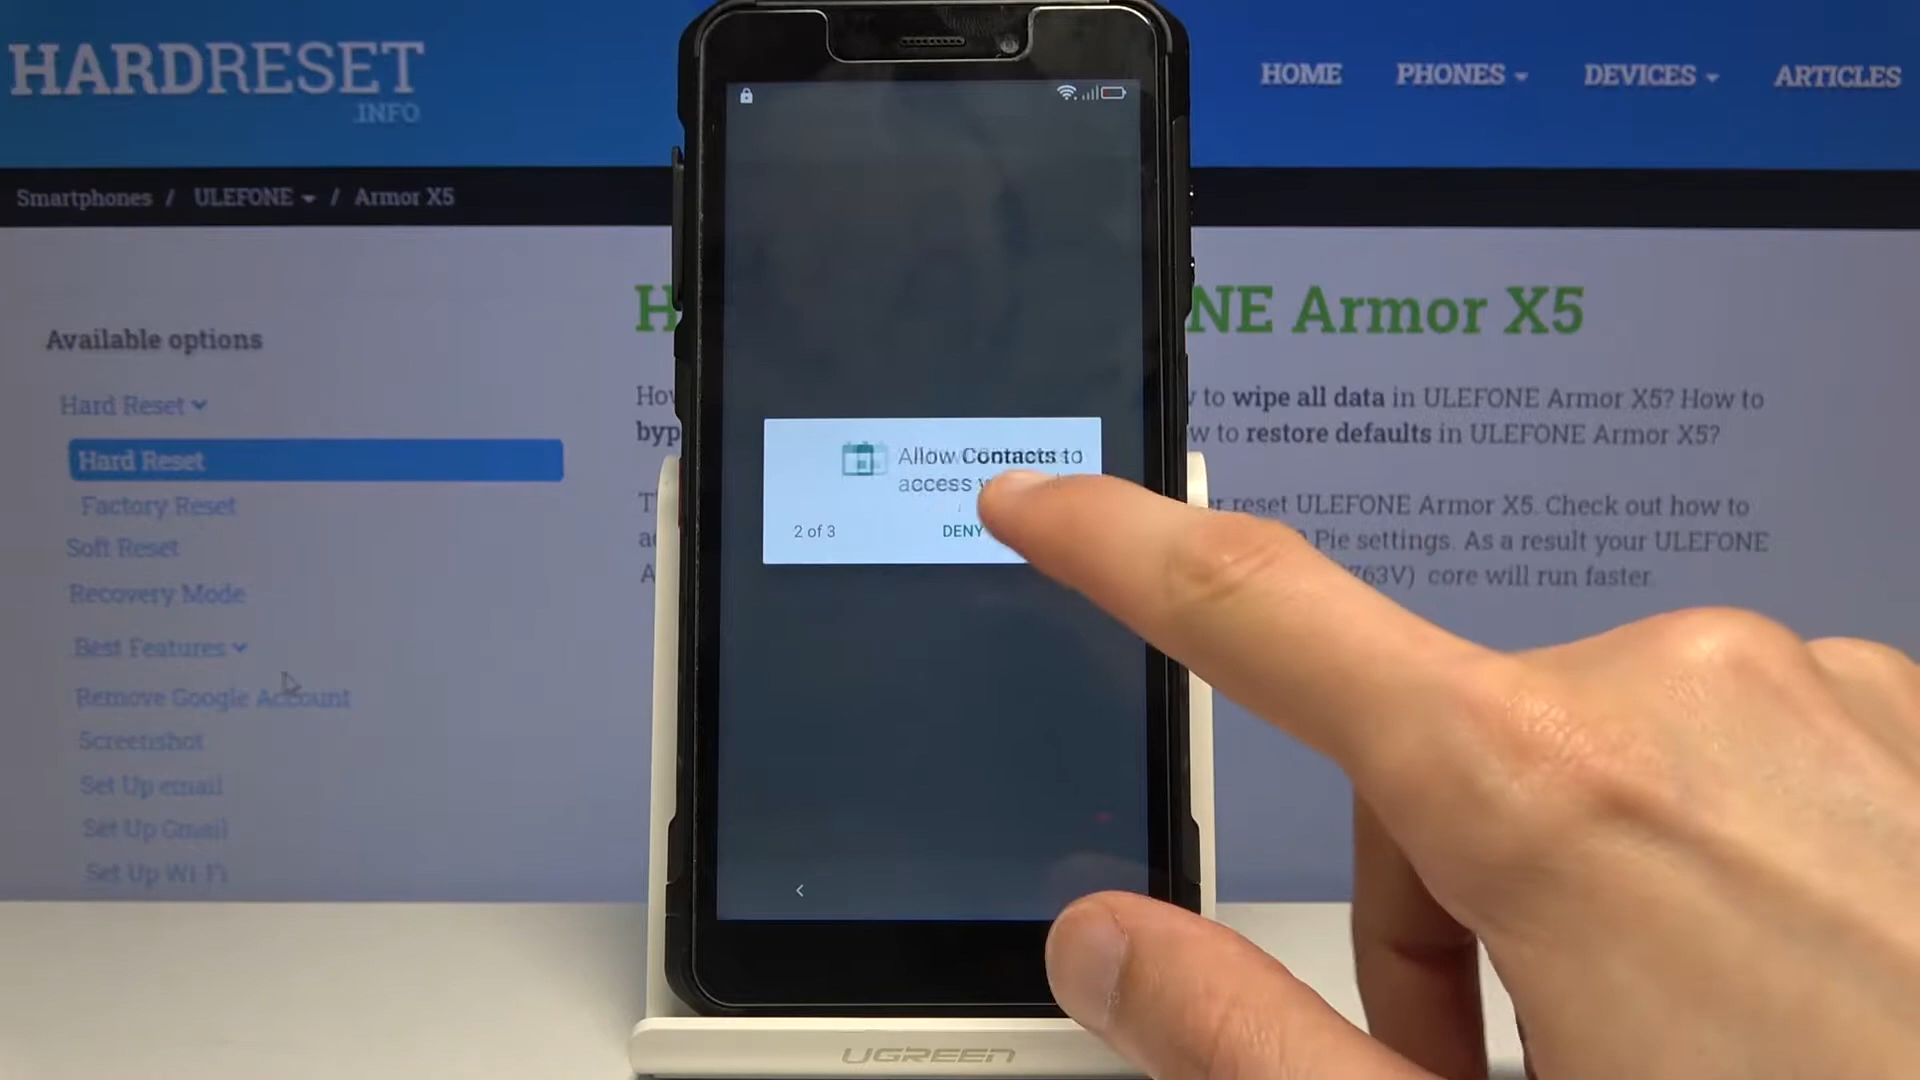 HARDRESET
.INFO
HOME PHONES DEVICES ARTICLES
Smartphones / ULEFONE / Armor X5
Available options
Hard Reset
Hard Reset
Factory Reset
Soft Reset
Recovery Mode
Best Features
Remove Google Account
Screenshot
Set Up email
Set Up Gmail
Set Up Wi-Fi
H NE Armor X5
to wipe all data in ULEFONE Armor X5? How to
to restore defaults in ULEFONE Armor X5?
reset ULEFONE Armor X5. Check out how to
Pie settings. As a result your ULEFONE
core will run faster.
Allow Contacts to
access
2 of 3
DENY
UGREEN